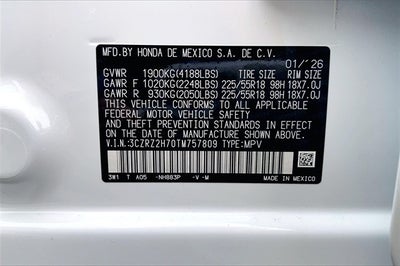 MFD.BY HONDA DE MEXICO S.A. DE C.V.
01/'26
GVWR 1900KG(4188LBS) TIRE SIZE RIM SIZE
GAWR F 1020KG(2248LBS) 225/55R18 98H 18X7.0J
GAWR R 930KG(2050LBS) 225/55R18 98H 18X7.0J
THIS VEHICLE CONFORMS TO ALL APPLICABLE
FEDERAL MOTOR VEHICLE SAFETY AND THEFT
PREVENTION STANDARDS IN EFFECT ON THE
DATE OF MANUFACTURE SHOWN ABOVE.
V.I.N:3CZRZ2H70TM757809 TYPE:MPV
3W1 T A05 -NH883P -V -M
MADE IN MEXICO